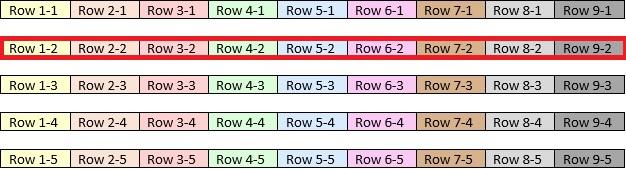 Row 1-1 Row 2-1 Row 3-1 Row 4-1 Row 5-1 Row 6-1 Row 7-1 Row 8-1 Row 9-1
Row 1-2 Row 2-2 Row 3-2 Row 4-2 Row 5-2 Row 6-2 Row 7-2 Row 8-2 Row 9-2
Row 1-3 Row 2-3 Row 3-3 Row 4-3 Row 5-3 Row 6-3 Row 7-3 Row 8-3 Row 9-3
Row 1-4 Row 2-4 Row 3-4 Row 4-4 Row 5-4 Row 6-4 Row 7-4 Row 8-4 Row 9-4
Row 1-5 Row 2-5 Row 3-5 Row 4-5 Row 5-5 Row 6-5 Row 7-5 Row 8-5 Row 9-5